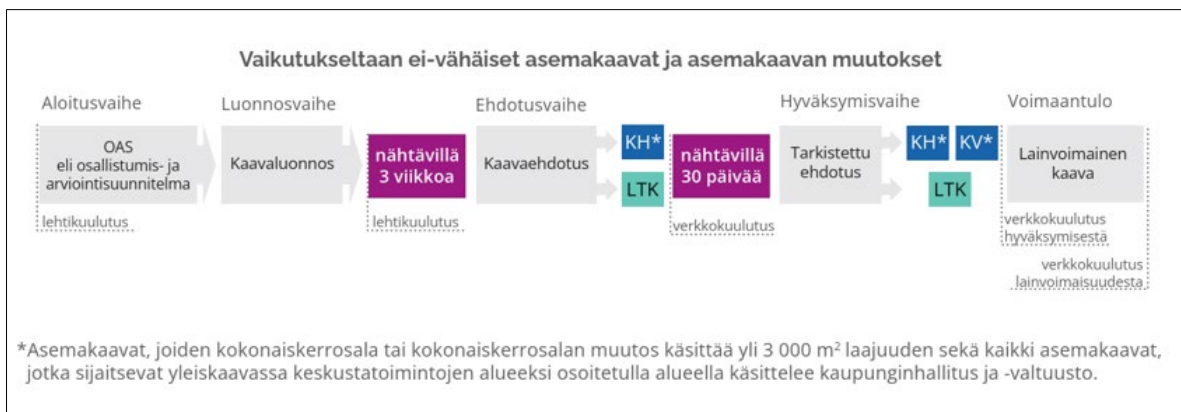 Vaikutukseltaan ei-vähäiset asemakaavat ja asemakaavan muutokset
Aloitusvaihe
OAS
eli osallistumis- ja
arviointisuunnitelma
lehtikuulutus
Luonnosvaihe
Kaavaluonnos
nähtävillä
3 viikkoa
lehtikuulutus
Ehdotusvaihe
Kaavaehdotus
KH*
LTK
nähtävillä
30 päivää
verkkokuulutus
Hyväksymisvaihe
Tarkistettu
ehdotus
KH* KV*
LTK
Voimaantulo
Lainvoimainen
kaava
verkkokuulutus
hyväksymisestä
verkkokuulutus
lainvoimaisuudesta
*Asemakaavat, joiden kokonaiskerrosala tai kokonaiskerrosalan muutos käsittää yli 3 000 m² laajuuden sekä kaikki asemakaavat,
jotka sijaitsevat yleiskaavassa keskustatoimintojen alueeksi osoitetulla alueella käsittelee kaupunginhallitus ja -valtuusto.